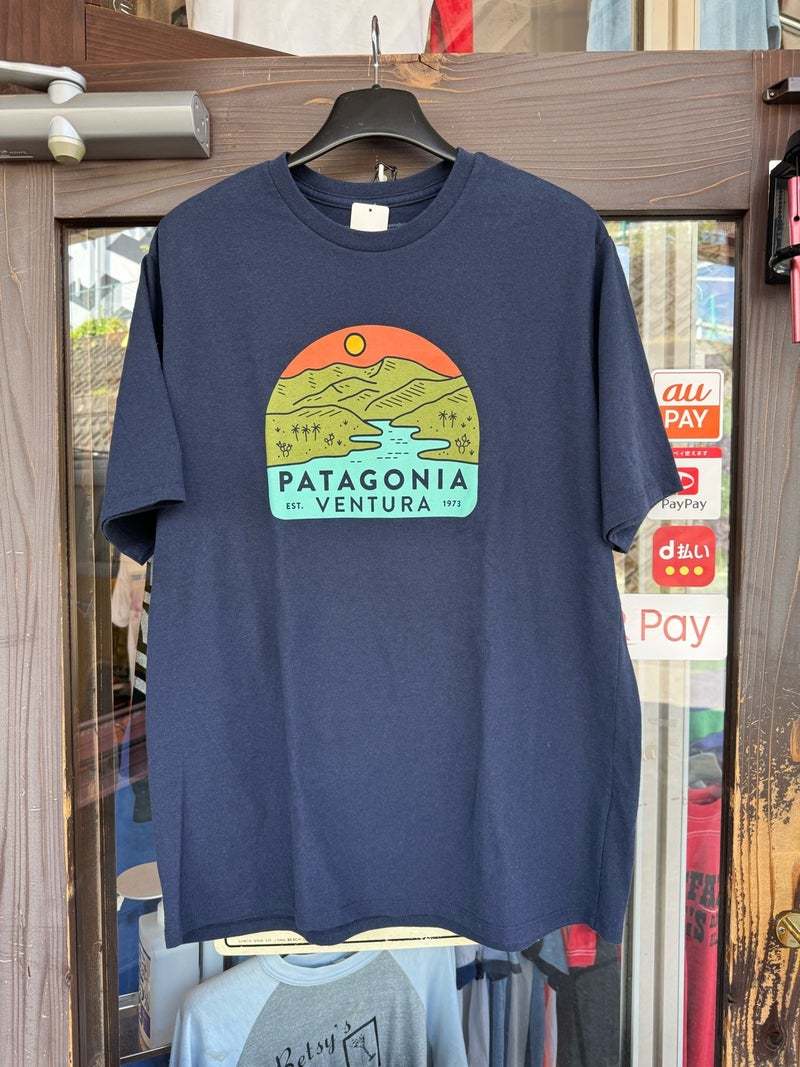 PATAGONIA
EST. VENTURA 1973
au
PAY
PayPay
d払い
Pay
Betsy's